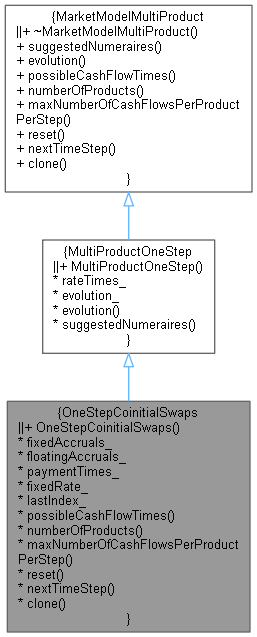 {MarketModelMultiProduct
||+ ~MarketModelMultiProduct()
+ suggestedNumeraires()
+ evolution()
+ possibleCashFlowTimes()
+ numberOfProducts()
+ maxNumberOfCashFlowsPerProduct
PerStep()
+ reset()
+ nextTimeStep()
+ clone()
}
{MultiProductOneStep
||+ MultiProductOneStep()
* rateTimes_
* evolution_
* evolution()
* suggestedNumeraires()
}
{OneStepCoinitialSwaps
||+ OneStepCoinitialSwaps()
* fixedAccruals_
* floatingAccruals_
* paymentTimes_
* fixedRate_
* lastIndex_
* possibleCashFlowTimes()
* numberOfProducts()
* maxNumberOfCashFlowsPerProduct
PerStep()
* reset()
* nextTimeStep()
* clone()
}